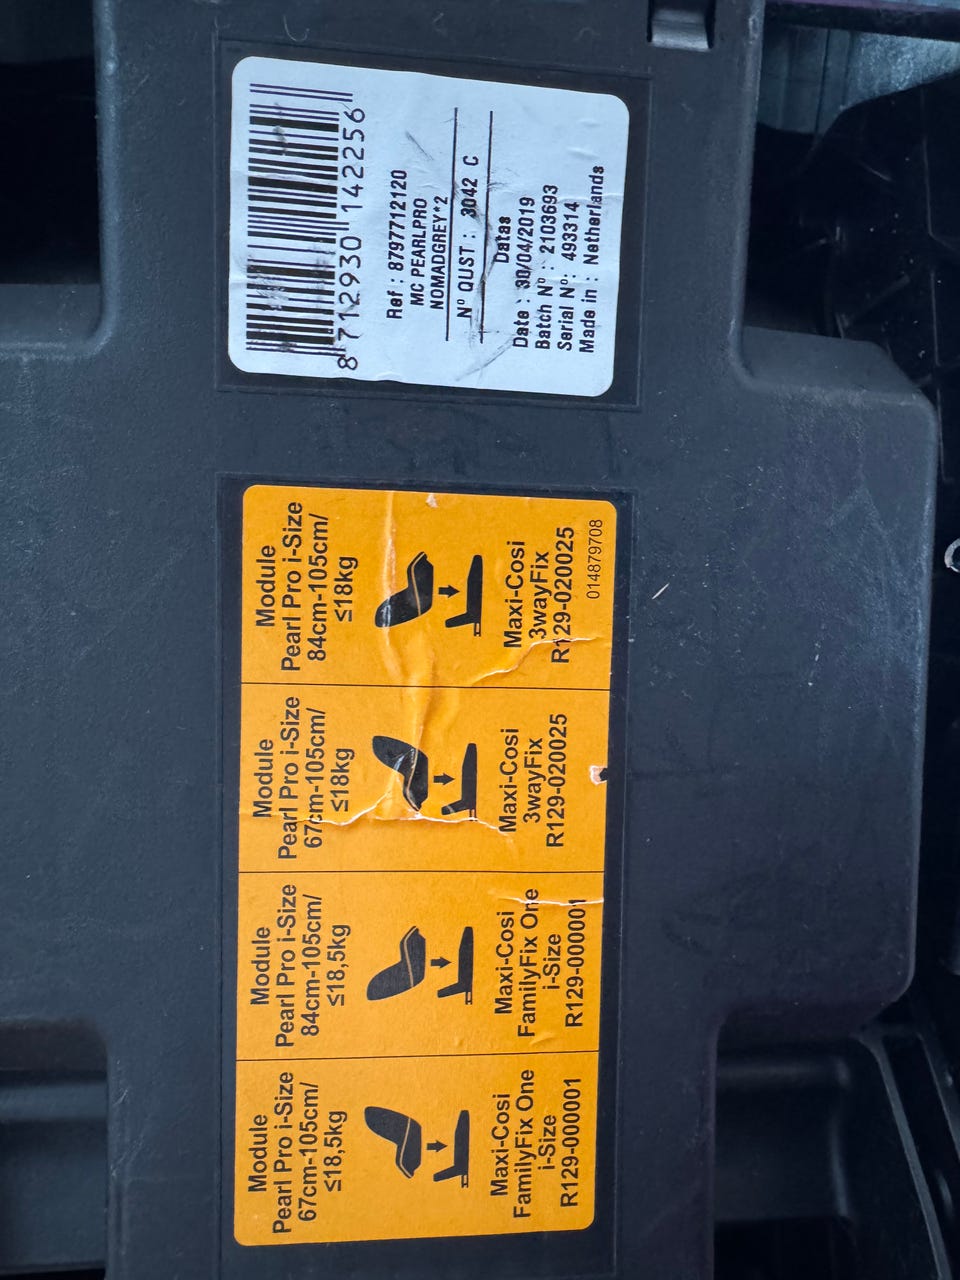 8 712930 142256
Ref : 8797712120
MC PEARLPRO
NOMADGREY*2
N° QUST : 3042 C
Datas
Date : 30/04/2019
Batch N° : 2103693
Serial N° : 493314
Made in : Netherlands
Module
Pearl Pro i-Size
67cm-105cm/
≤18,5kg
Maxi-Cosi
FamilyFix One
i-Size
R129-000001
Module
Pearl Pro i-Size
84cm-105cm/
≤18,5kg
Maxi-Cosi
FamilyFix One
i-Size
R129-000001
Module
Pearl Pro i-Size
67cm-105cm/
≤18kg
Maxi-Cosi
3wayFix
R129-020025
Module
Pearl Pro i-Size
84cm-105cm/
≤18kg
Maxi-Cosi
3wayFix
R129-020025
014879708